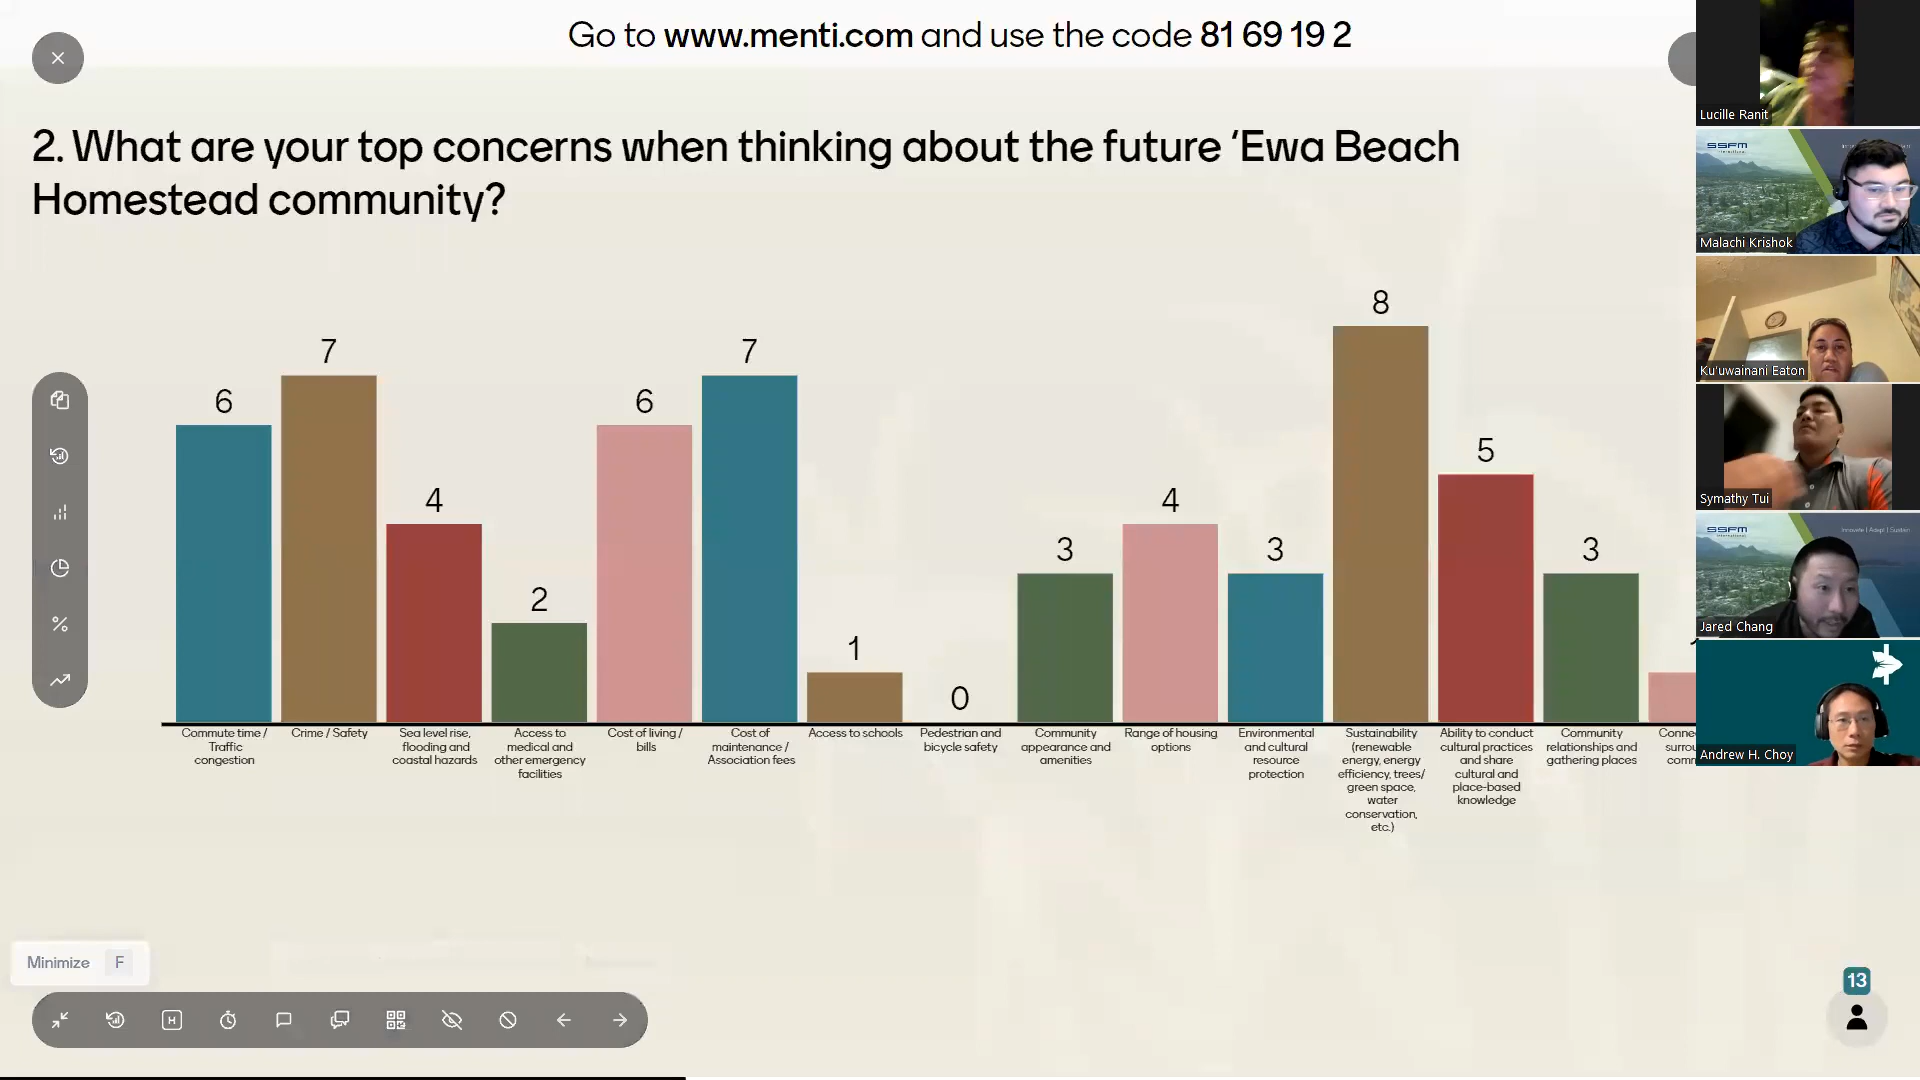 Go to www.menti.com and use the code 81 69 19 2
2. What are your top concerns when thinking about the future ‘Ewa Beach
Homestead community?
6
7
4
2
6
7
1
0
3
4
3
8
5
3
Commute time /
Traffic
congestion
Crime / Safety
Sea level rise,
flooding and
coastal hazards
Access to
medical and
other emergency
facilities
Cost of living /
bills
Cost of
maintenance /
Association fees
Access to schools
Pedestrian and
bicycle safety
Community
appearance and
amenities
Range of housing
options
Environmental
and cultural
resource
protection
Sustainability
(renewable
energy, energy
efficiency, trees/
green space,
water
conservation,
etc.)
Ability to conduct
cultural practices
and share
cultural and
place-based
knowledge
Community
relationships and
gathering places
Lucille Ranit
SSFM
International
Malachi Krishok
Ku'uwainani Eaton
Symathy Tui
SSFM
International
Innovate | Adapt | Sustain
Jared Chang
Andrew H. Choy
Minimize F
H
13